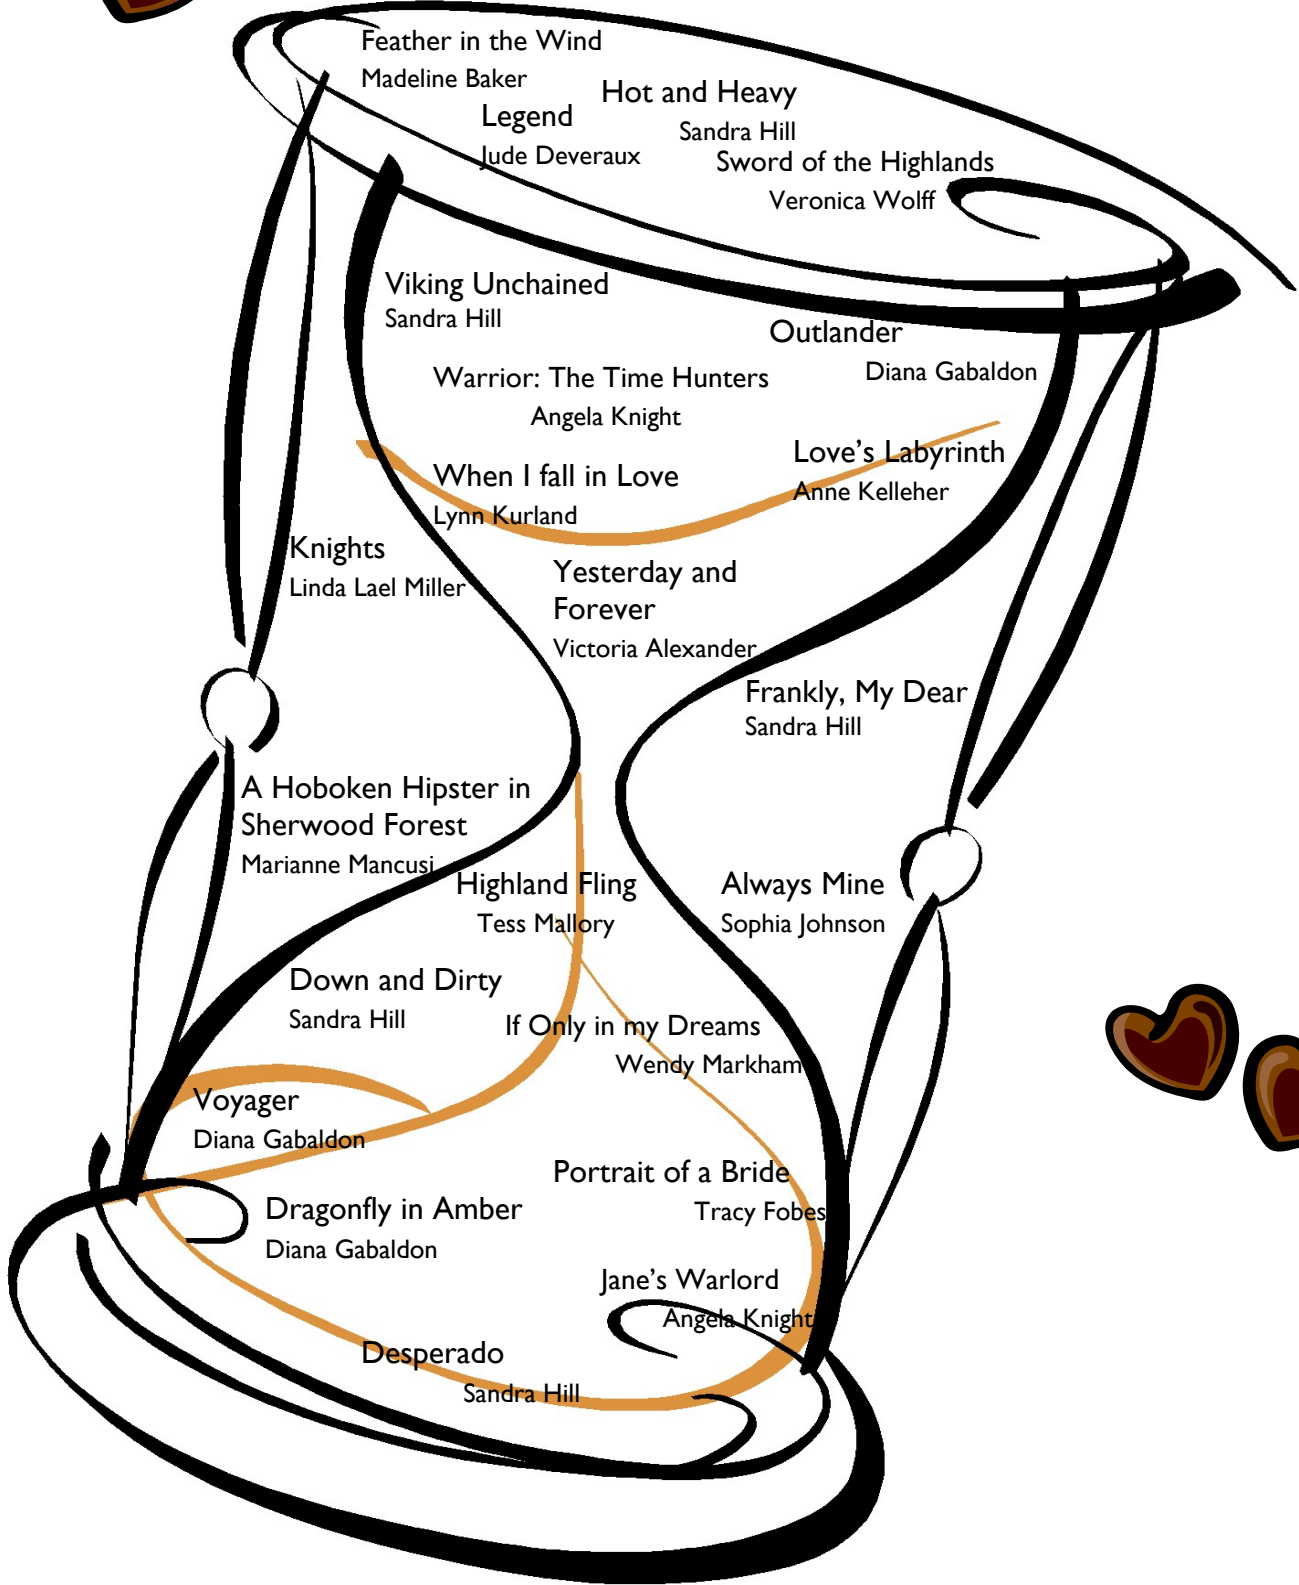 Feather in the Wind
Madeline Baker
Hot and Heavy
Sandra Hill
Legend
Jude Deveraux
Sword of the Highlands
Veronica Wolff
Viking Unchained
Sandra Hill
Outlander
Diana Gabaldon
Warrior: The Time Hunters
Angela Knight
Love's Labyrinth
Anne Kelleher
When I fall in Love
Lynn Kurland
Knights
Linda Lael Miller
Yesterday and
Forever
Victoria Alexander
Frankly, My Dear
Sandra Hill
A Hoboken Hipster in
Sherwood Forest
Marianne Mancusi
Highland Fling
Tess Mallory
Always Mine
Sophia Johnson
Down and Dirty
Sandra Hill
If Only in my Dreams
Wendy Markham
Voyager
Diana Gabaldon
Portrait of a Bride
Tracy Fobes
Dragonfly in Amber
Diana Gabaldon
Jane's Warlord
Angela Knight
Desperado
Sandra Hill